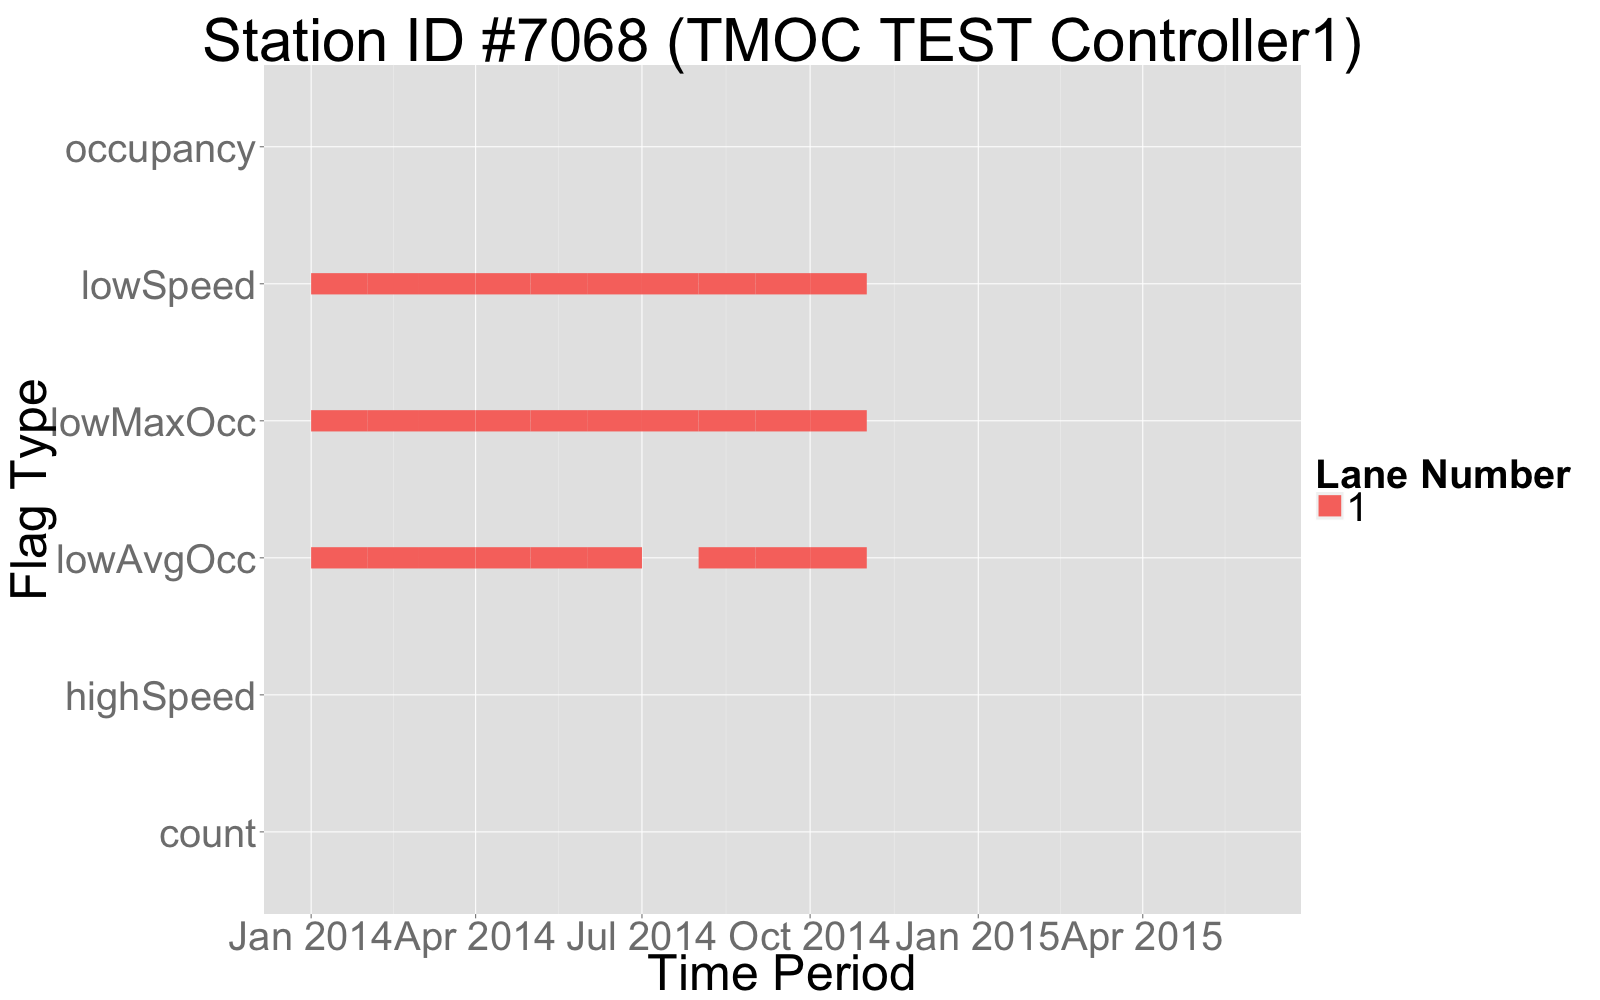 Station ID #7068 (TMOC TEST Controller1)
occupancy
lowSpeed
lowMaxOcc
lowAvgOcc
highSpeed
count
Flag Type
Jan 2014 Apr 2014 Jul 2014 Oct 2014 Jan 2015 Apr 2015
Time Period
Lane Number
1